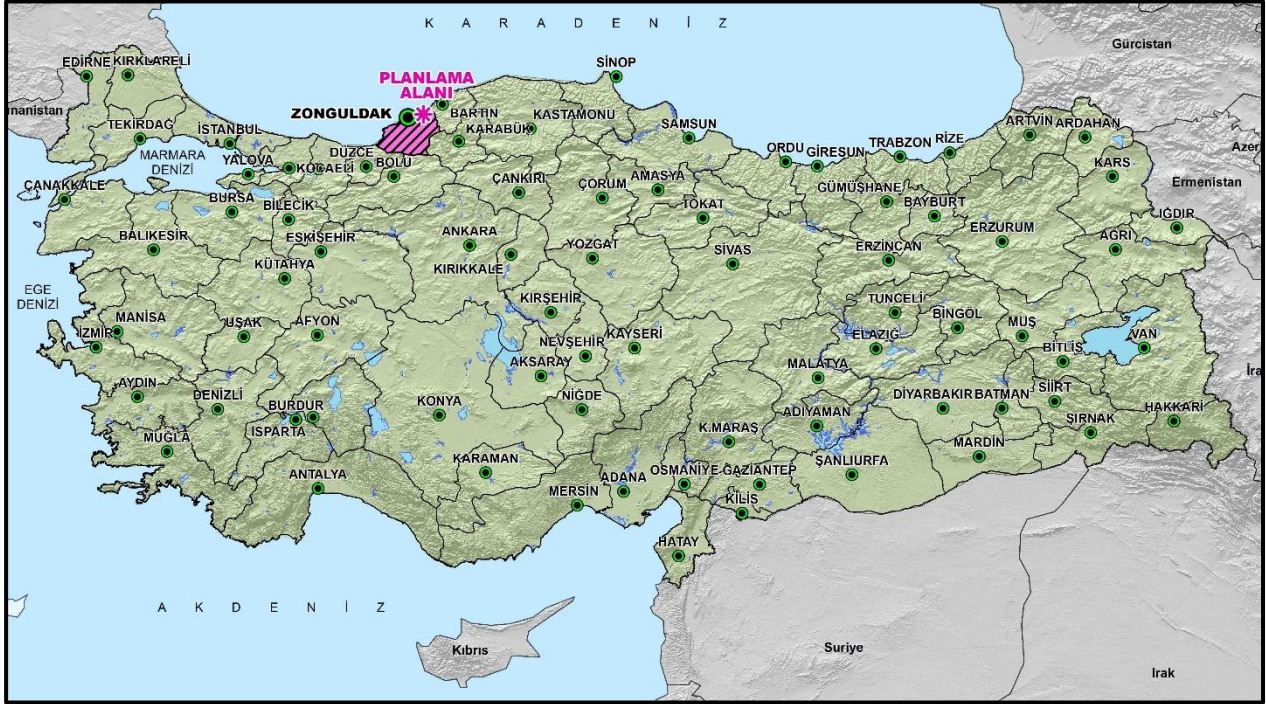 K A R A D E N İ Z
Gürcistan
EDİRNE
KIRKLARELİ
SİNOP
PLANLAMA
ALANI
nanistan
ZONGULDAK
BARTIN
KASTAMONU
TEKİRDAĞ
İSTANBUL
KARABÜK
SAMSUN
ARTVİN
ARDAHAN
MARMARA
DENİZİ
YALOVA
KOCAELİ
DÜZCE
BOLU
ORDU
GİRESUN
TRABZON
RİZE
Azer
KARS
ÇANAKKALE
BURSA
BİLECİK
ÇANKIRI
ÇORUM
AMASYA
TOKAT
GÜMÜŞHANE
BAYBURT
Ermenistan
IĞDIR
BALIKESİR
ESKİŞEHİR
ANKARA
YOZGAT
SİVAS
ERZİNCAN
ERZURUM
AĞRI
KÜTAHYA
KIRIKKALE
EGE
DENİZİ
MANİSA
UŞAK
AFYON
KIRŞEHİR
TUNCELİ
BİNGÖL
MUŞ
İZMİR
NEVŞEHİR
KAYSERİ
ELAZIĞ
BİTLİS
VAN
AKSARAY
MALATYA
İra
AYDIN
DENİZLİ
BURDUR
KONYA
NİĞDE
ADIYAMAN
DİYARBAKIR
BATMAN
SİİRT
ŞIRNAK
HAKKARİ
MUĞLA
ISPARTA
K.MARAŞ
MARDİN
ANTALYA
KARAMAN
MERSİN
ADANA
OSMANİYE
GAZİANTEP
ŞANLIURFA
KİLİS
HATAY
A K D E N İ Z
Kıbrıs
Suriye
Irak